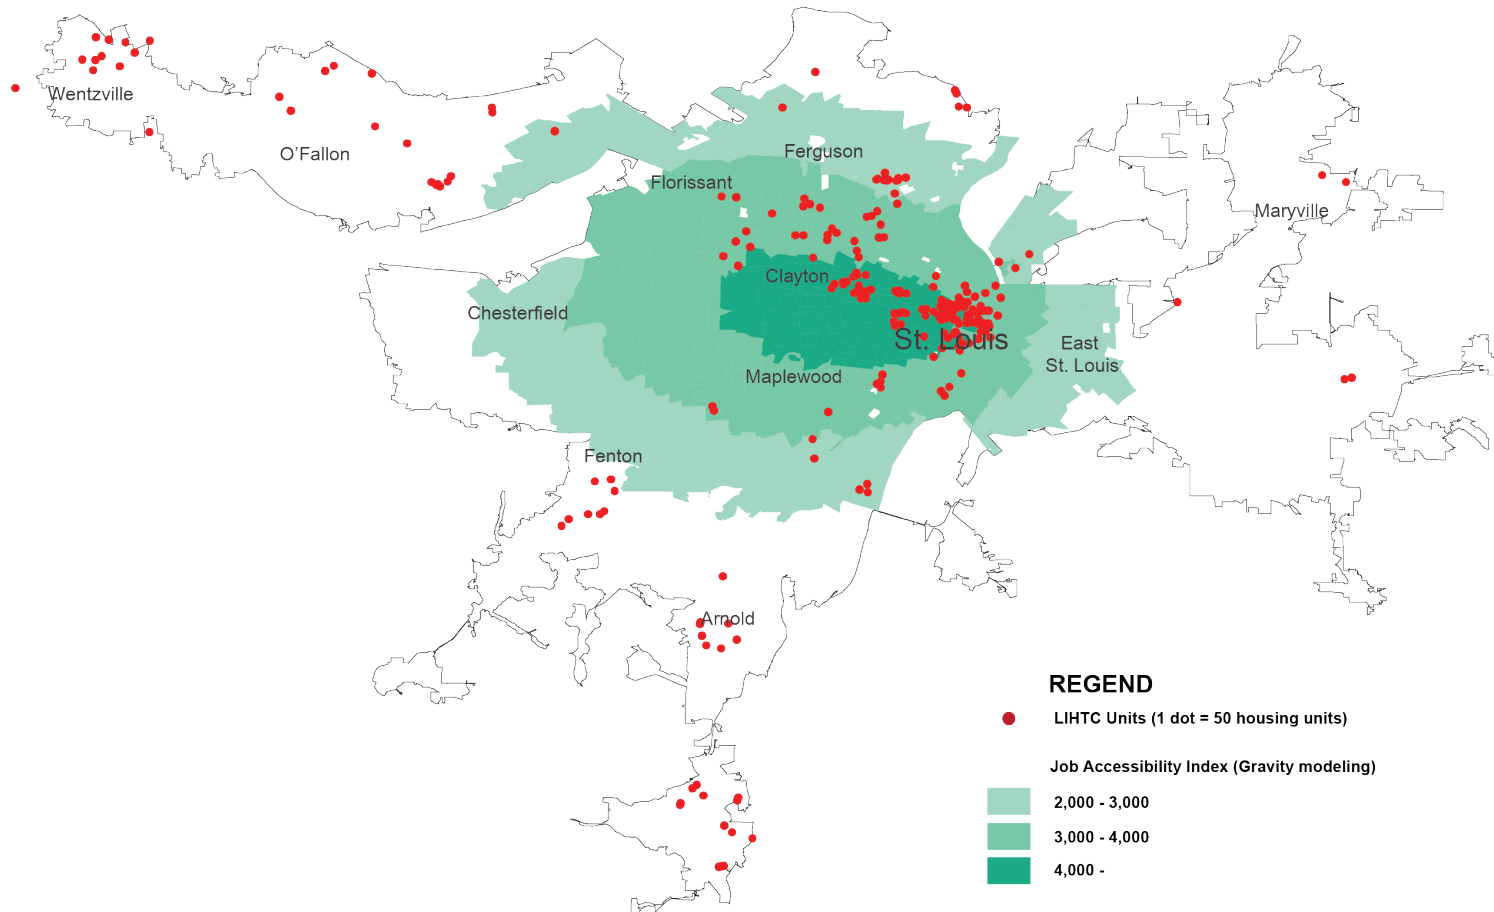 Wentzville
O'Fallon
Ferguson
Florissant
Maryville
Clayton
Chesterfield
St. Louis
East
St. Louis
Maplewood
Fenton
Arnold
REGEND
LIHTC Units (1 dot = 50 housing units)
Job Accessibility Index (Gravity modeling)
2,000 - 3,000
3,000 - 4,000
4,000 -